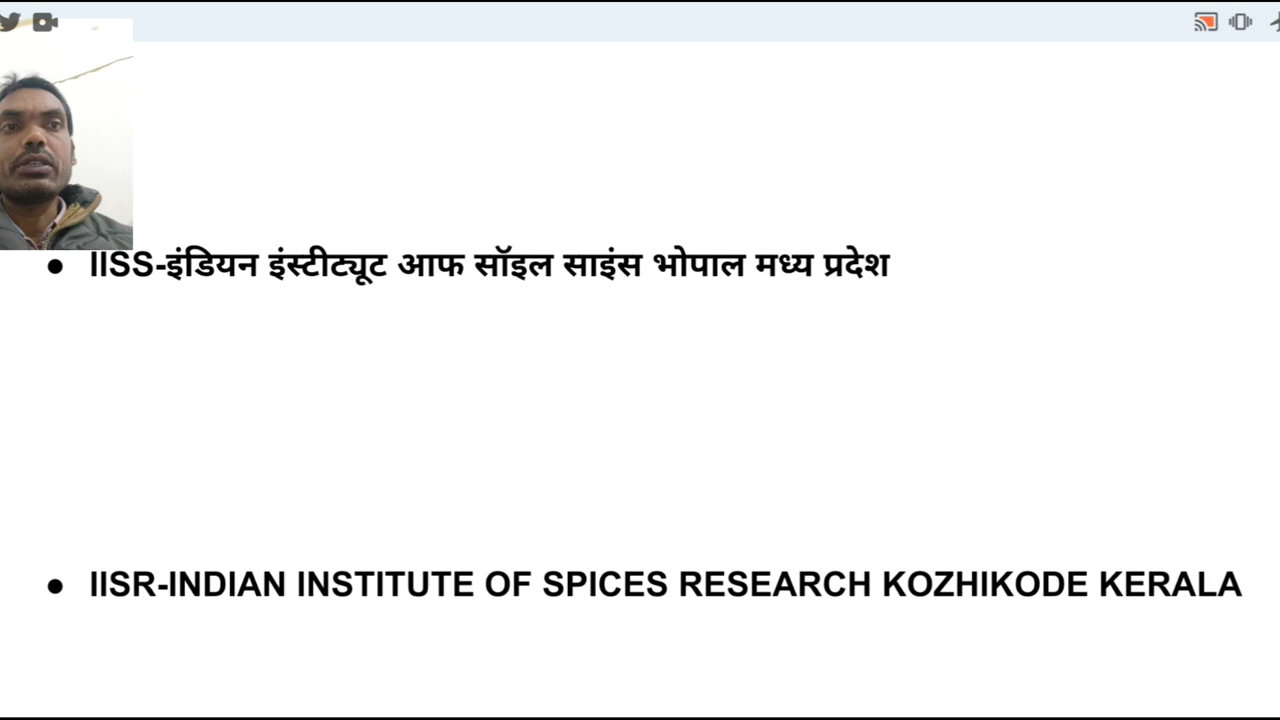 IISS-इंडियन इंस्टीट्यूट आफ सॉइल साइंस भोपाल मध्य प्रदेश
IISR-INDIAN INSTITUTE OF SPICES RESEARCH KOZHIKODE KERALA